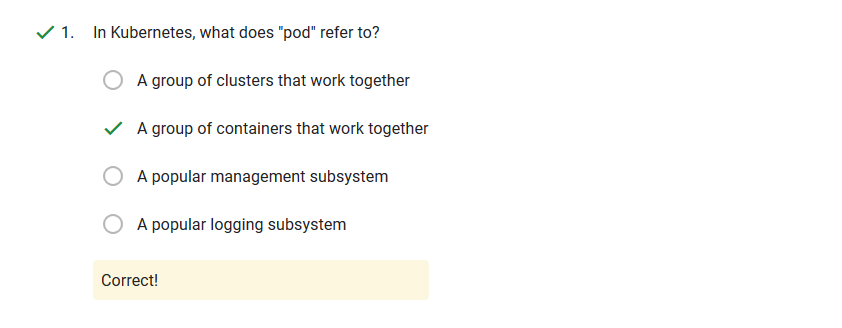 1. In Kubernetes, what does "pod" refer to?
A group of clusters that work together
A group of containers that work together
A popular management subsystem
A popular logging subsystem
Correct!